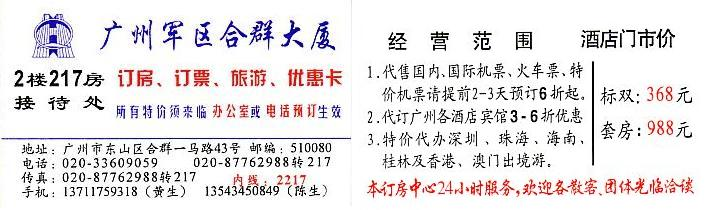 广州军区合群大厦
2楼217房
接待处
订房、订票、旅游、优惠卡
所有特价须来临 办公室或 电话预订生效
地址:广州市东山区合群一马路43号 邮编:510080
电话:020-33609059 020-87762988转217
传真:020-87762988转217 内线:2217
手机:13711759318(黄生) 13543450849(陈生)
经营范围 酒店门市价
1.代售国内、国际机票、火车票、特
价机票请提前2-3天预订6折起。
2.代订广州各酒店宾馆3-6折优惠
3.特价代办深圳、珠海、海南、
桂林及香港、澳门出境游。
标双:368元
套房:988元
本订房中心24小时服务,欢迎各散客、团体光临洽谈